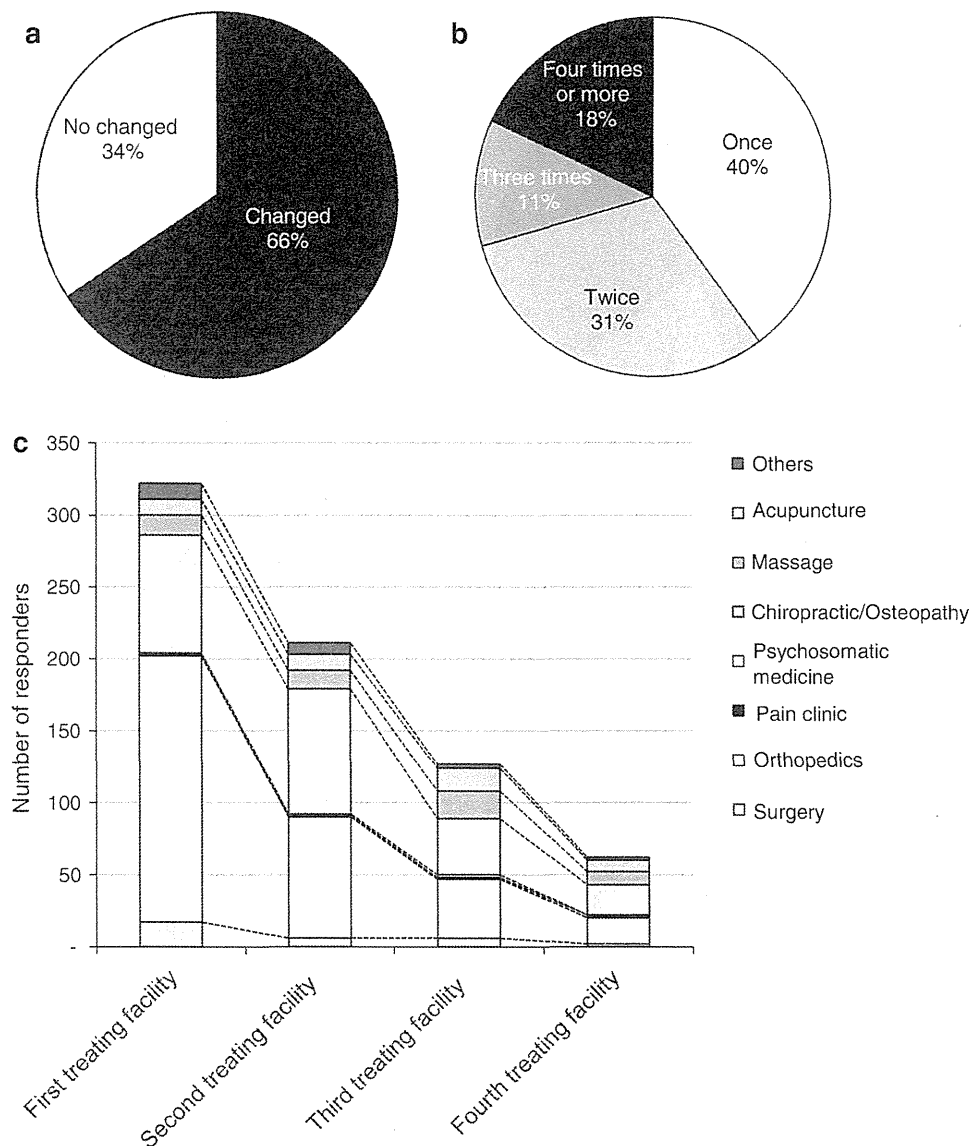 a
No changed
34%
Changed
66%
b
Four times
or more
18%
Once
40%
Three times
11%
Twice
31%
c
Number of responders
350
300
250
200
150
100
50
-
First treating facility
Second treating facility
Third treating facility
Fourth treating facility
Others
Acupuncture
Massage
Chiropractic/Osteopathy
Psychosomatic
medicine
Pain clinic
Orthopedics
Surgery